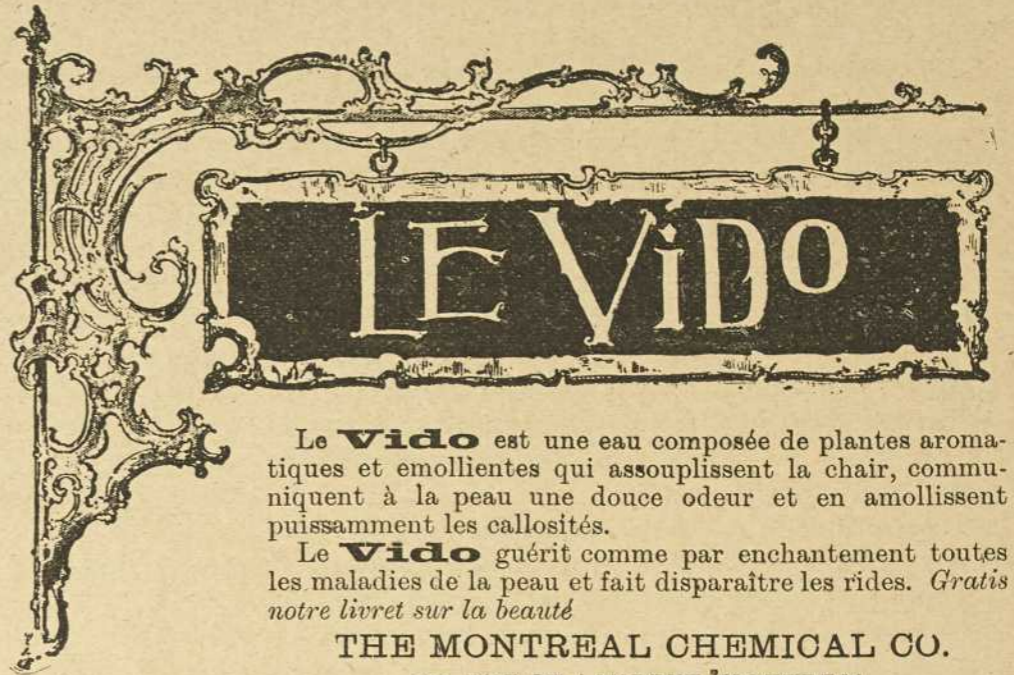 LE ViDO
Le Vido est une eau composée de plantes aroma-
tiques et emollientes qui assouplissent la chair, commu-
niquent à la peau une douce odeur et en amollissent
puissamment les callosités.
Le Vido guérit comme par enchantement toutes
les maladies de la peau et fait disparaître les rides. Gratis
notre livret sur la beauté
THE MONTREAL CHEMICAL CO.